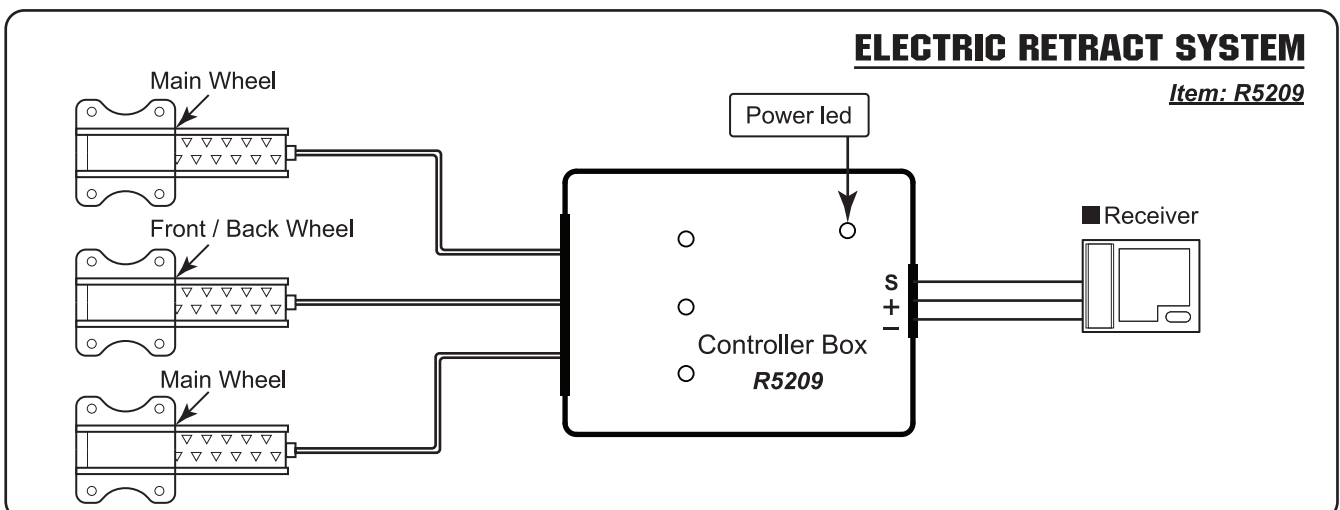 ELECTRIC RETRACT SYSTEM
Item: R5209
Main Wheel
Power led
Front / Back Wheel
■Receiver
S
+
−
Controller Box
R5209
Main Wheel